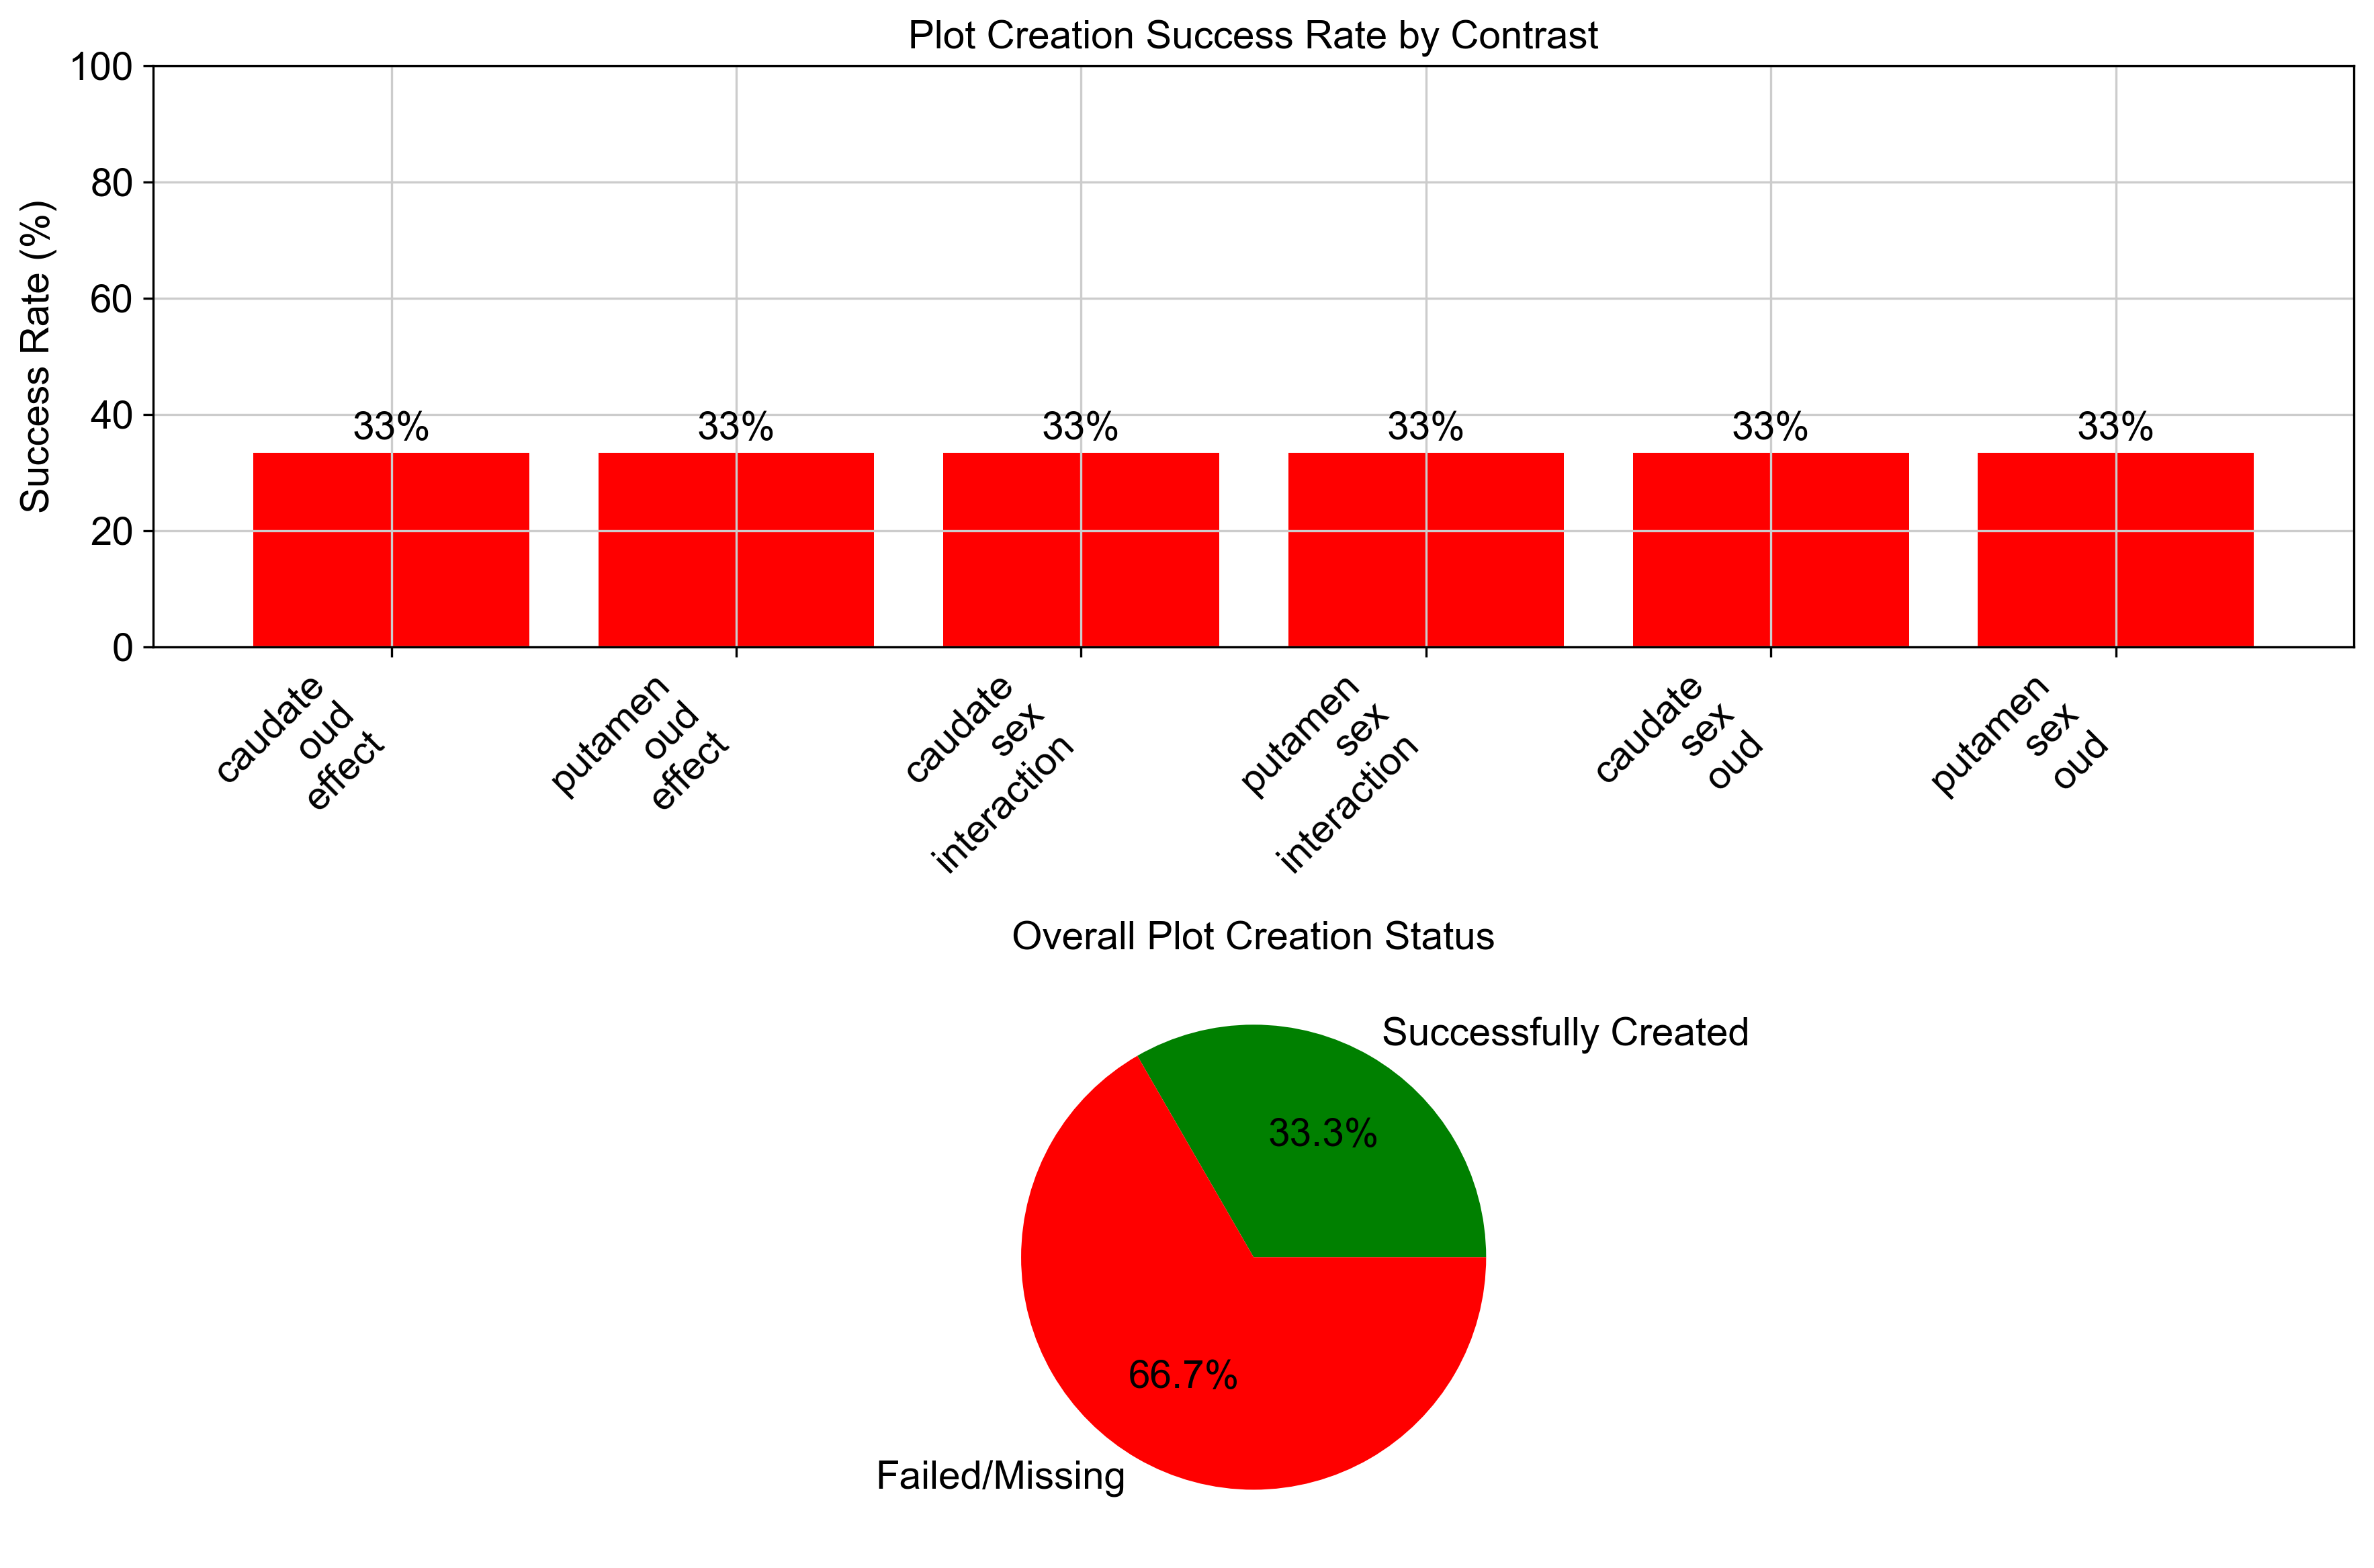 Plot Creation Success Rate by Contrast
Success Rate (%)
100
80
60
40
20
0
33%
33%
33%
33%
33%
33%
caudate
oud
effect
putamen
oud
effect
caudate
sex
interaction
putamen
sex
interaction
caudate
sex
oud
putamen
sex
oud
Overall Plot Creation Status
Successfully Created
33.3%
66.7%
Failed/Missing